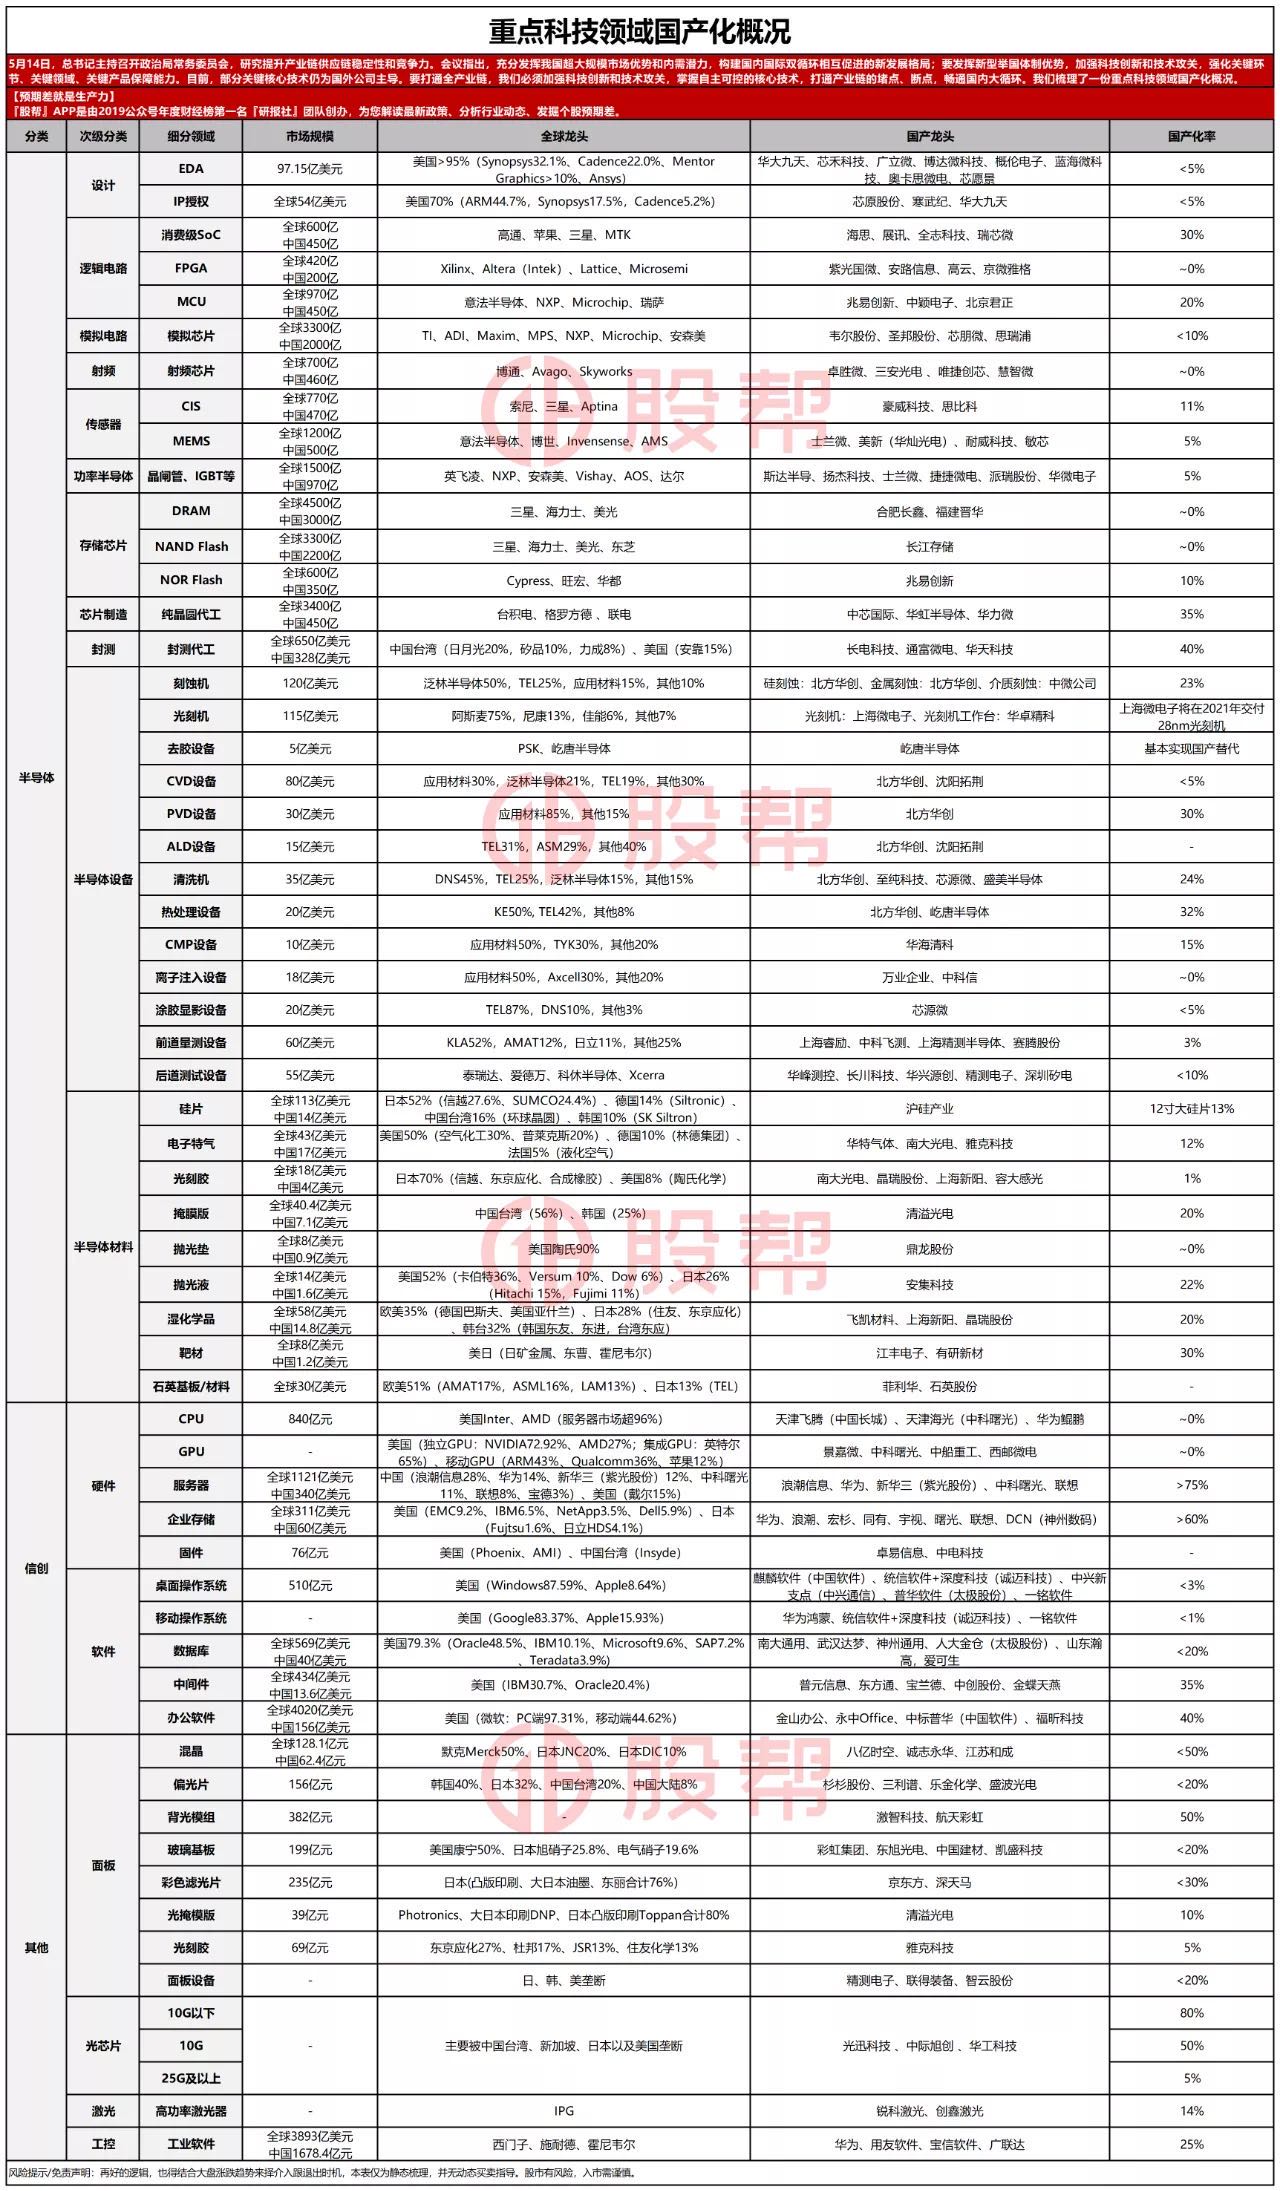 重点科技领域国产化概况
5月14日，总书记主持召开政治局常务委员会，研究提升产业链供应链稳定性和竞争力。会议指出，充分发挥我国超大规模市场优势和内需潜力，构建国内国际双循环相互促进的新发展格局；要发挥新型举国体制优势，加强科技创新和技术攻关，强化关键环
节、关键领域、关键产品保障能力。目前，部分关键核心技术仍为国外公司主导。要打通全产业链，我们必须加强科技创新和技术攻关，掌握自主可控的核心技术，打通产业链的堵点、断点，畅通国内大循环。我们梳理了一份重点科技领域国产化概况。
【预期差就是生产力】
『股帮』APP是由2019公众号年度财经榜第一名『研报社』团队创办，为您解读最新政策、分析行业动态、发掘个股预期差。
分类 次级分类 细分领域 市场规模 全球龙头 国产龙头 国产化率
半导体
设计
EDA 97.15亿美元 美国>95%（Synopsys32.1%、Cadence22.0%、Mentor
Graphics>10%、Ansys） 华大九天、芯禾科技、广立微、博达微科技、概伦电子、蓝海微科
技、奥卡思微电、芯愿景 <5%
IP授权 全球54亿美元 美国70%（ARM44.7%，Synopsys17.5%，Cadence5.2%） 芯原股份、寒武纪、华大九天 <5%
逻辑电路
消费级SoC 全球600亿
中国450亿 高通、苹果、三星、MTK 海思、展讯、全志科技、瑞芯微 30%
FPGA 全球420亿
中国200亿 Xilinx、Altera（Intek）、Lattice、Microsemi 紫光国微、安路信息、高云、京微雅格 ~0%
MCU 全球970亿
中国450亿 意法半导体、NXP、Microchip、瑞萨 兆易创新、中颖电子、北京君正 20%
模拟电路 模拟芯片 全球3300亿
中国2000亿 TI、ADI、Maxim、MPS、NXP、Microchip、安森美 韦尔股份、圣邦股份、芯朋微、思瑞浦 <10%
射频 射频芯片 全球700亿
中国460亿 博通、Avago、Skyworks 卓胜微、三安光电 、唯捷创芯、慧智微 ~0%
传感器
CIS 全球770亿
中国470亿 索尼、三星、Aptina 豪威科技、思比科 11%
MEMS 全球1200亿
中国500亿 意法半导体、博世、Invensense、AMS 士兰微、美新（华灿光电）、耐威科技、敏芯 5%
功率半导体 晶闸管、IGBT等 全球1500亿
中国970亿 英飞凌、NXP、安森美、Vishay、AOS、达尔 斯达半导、扬杰科技、士兰微、捷捷微电、派瑞股份、华微电子 5%
存储芯片
DRAM 全球4500亿
中国3000亿 三星、海力士、美光 合肥长鑫、福建晋华 ~0%
NAND Flash 全球3300亿
中国2200亿 三星、海力士、美光、东芝 长江存储 ~0%
NOR Flash 全球600亿
中国350亿 Cypress、旺宏、华都 兆易创新 10%
芯片制造 纯晶圆代工 全球3400亿
中国450亿 台积电、格罗方德 、联电 中芯国际、华虹半导体、华力微 35%
封测 封测代工 全球650亿美元
中国328亿美元 中国台湾（日月光20%，矽品10%，力成8%）、美国（安靠15%） 长电科技、通富微电、华天科技 40%
半导体设备
刻蚀机 120亿美元 泛林半导体50%，TEL25%，应用材料15%，其他10% 硅刻蚀：北方华创、金属刻蚀：北方华创、介质刻蚀：中微公司 23%
光刻机 115亿美元 阿斯麦75%，尼康13%，佳能6%，其他7% 光刻机：上海微电子、光刻机工作台：华卓精科 上海微电子将在2021年交付
28nm光刻机
去胶设备 5亿美元 PSK、屹唐半导体 屹唐半导体 基本实现国产替代
CVD设备 80亿美元 应用材料30%，泛林半导体21%，TEL19%，其他30% 北方华创、沈阳拓荆 <5%
PVD设备 30亿美元 应用材料85%，其他15% 北方华创 30%
ALD设备 15亿美元 TEL31%，ASM29%，其他40% 北方华创、沈阳拓荆 -
清洗机 35亿美元 DNS45%，TEL25%，泛林半导体15%，其他15% 北方华创、至纯科技、芯源微、盛美半导体 24%
热处理设备 20亿美元 KE50%, TEL42%，其他8% 北方华创、屹唐半导体 32%
CMP设备 10亿美元 应用材料50%，TYK30%，其他20% 华海清科 15%
离子注入设备 18亿美元 应用材料50%，Axcell30%，其他20% 万业企业、中科信 ~0%
涂胶显影设备 20亿美元 TEL87%，DNS10%，其他3% 芯源微 <5%
前道量测设备 60亿美元 KLA52%，AMAT12%，日立11%，其他25% 上海睿励、中科飞测、上海精测半导体、赛腾股份 3%
后道测试设备 55亿美元 泰瑞达、爱德万、科休半导体、Xcerra 华峰测控、长川科技、华兴源创、精测电子、深圳矽电 <10%
半导体材料
硅片 全球113亿美元
中国14亿美元 日本52%（信越27.6%、SUMCO24.4%）、德国14%（Siltronic）、
中国台湾16%（环球晶圆）、韩国10%（SK Siltron） 沪硅产业 12寸大硅片13%
电子特气 全球43亿美元
中国17亿美元 美国50%（空气化工30%、普莱克斯20%）、德国10%（林德集团）、
法国5%（液化空气） 华特气体、南大光电、雅克科技 12%
光刻胶 全球18亿美元
中国4亿美元 日本70%（信越、东京应化、合成橡胶）、美国8%（陶氏化学） 南大光电、晶瑞股份、上海新阳、容大感光 1%
掩膜版 全球40.4亿美元
中国7.1亿美元 中国台湾（56%）、韩国（25%） 清溢光电 20%
抛光垫 全球8亿美元
中国0.9亿美元 美国陶氏90% 鼎龙股份 ~0%
抛光液 全球14亿美元
中国1.6亿美元 美国52%（卡伯特36%、Versum 10%、Dow 6%）、日本26%
（Hitachi 15%，Fujimi 11%） 安集科技 22%
湿化学品 全球58亿美元
中国14.8亿美元 欧美35%（德国巴斯夫、美国亚什兰）、日本28%（住友、东京应化）
、韩台32%（韩国东友、东进，台湾东应） 飞凯材料、上海新阳、晶瑞股份 20%
靶材 全球8亿美元
中国1.2亿美元 美日（日矿金属、东曹、霍尼韦尔） 江丰电子、有研新材 30%
石英基板/材料 全球30亿美元 欧美51%（AMAT17%，ASML16%，LAM13%）、日本13%（TEL） 菲利华、石英股份 -
信创
硬件
CPU 840亿元 美国Inter、AMD（服务器市场超96%） 天津飞腾（中国长城）、天津海光（中科曙光）、华为鲲鹏 ~0%
GPU - 美国（独立GPU：NVIDIA72.92%、AMD27%；集成GPU：英特尔
65%）、移动GPU（ARM43%、Qualcomm36%、苹果12%） 景嘉微、中科曙光、中船重工、西邮微电 ~0%
服务器 全球1121亿美元
中国340亿美元 中国（浪潮信息28%、华为14%、新华三（紫光股份）12%、中科曙光
11%、联想8%、宝德3%）、美国（戴尔15%） 浪潮信息、华为、新华三（紫光股份）、中科曙光、联想 >75%
企业存储 全球311亿美元
中国60亿美元 美国（EMC9.2%、IBM6.5%、NetApp3.5%、Dell5.9%）、日本
（Fujtsu1.6%、日立HDS4.1%） 华为、浪潮、宏杉、同有、宇视、曙光、联想、DCN（神州数码） >60%
固件 76亿元 美国（Phoenix、AMI）、中国台湾（Insyde） 卓易信息、中电科技 -
软件
桌面操作系统 510亿元 美国（Windows87.59%、Apple8.64%） 麒麟软件（中国软件）、统信软件+深度科技（诚迈科技）、中兴新
支点（中兴通信）、普华软件（太极股份）、一铭软件 <3%
移动操作系统 - 美国（Google83.37%、Apple15.93%） 华为鸿蒙、统信软件+深度科技（诚迈科技）、一铭软件 <1%
数据库 全球569亿美元
中国40亿美元 美国79.3%（Oracle48.5%、IBM10.1%、Microsoft9.6%、SAP7.2%
、Teradata3.9%） 南大通用、武汉达梦、神州通用、人大金仓（太极股份）、山东瀚
高，爱可生 <20%
中间件 全球434亿美元
中国13.6亿美元 美国（IBM30.7%、Oracle20.4%） 普元信息、东方通、宝兰德、中创股份、金蝶天燕 35%
办公软件 全球4020亿美元
中国156亿美元 美国（微软：PC端97.31%，移动端44.62%） 金山办公、永中Office、中标普华（中国软件）、福昕科技 40%
其他
面板
混晶 全球128.1亿元
中国62.4亿元 默克Merck50%、日本JNC20%、日本DIC10% 八亿时空、诚志永华、江苏和成 <50%
偏光片 156亿元 韩国40%、日本32%、中国台湾20%、中国大陆8% 杉杉股份、三利谱、乐金化学、盛波光电 <20%
背光模组 382亿元 - 激智科技、航天彩虹 50%
玻璃基板 199亿元 美国康宁50%、日本旭硝子25.8%、电气硝子19.6% 彩虹集团、东旭光电、中国建材、凯盛科技 <20%
彩色滤光片 235亿元 日本(凸版印刷、大日本油墨、东丽合计76%） 京东方、深天马 <30%
光掩模版 39亿元 Photronics、大日本印刷DNP、日本凸版印刷Toppan合计80% 清溢光电 10%
光刻胶 69亿元 东京应化27%、杜邦17%、JSR13%、住友化学13% 雅克科技 5%
面板设备 - 日、韩、美垄断 精测电子、联得装备、智云股份 <20%
光芯片
10G以下 80%
10G - 主要被中国台湾、新加坡、日本以及美国垄断 光迅科技 、中际旭创 、华工科技 50%
25G及以上 5%
激光 高功率激光器 - IPG 锐科激光、创鑫激光 14%
工控 工业软件 全球3893亿美元
中国1678.4亿元 西门子、施耐德、霍尼韦尔 华为、用友软件、宝信软件、广联达 25%
风险提示/免责声明：再好的逻辑，也得结合大盘涨跌趋势来择介入跟退出时机，本表仅为静态梳理，并无动态买卖指导。股市有风险，入市需谨慎。
股帮
股帮
股帮
股帮